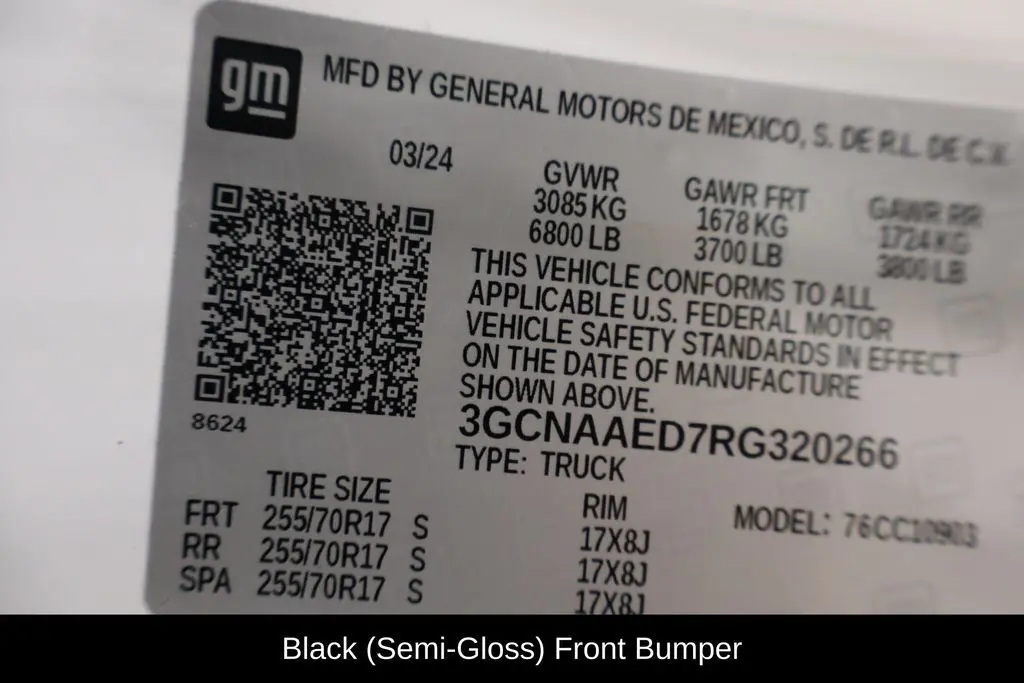 gm MFD BY GENERAL MOTORS DE MEXICO, S. DE R.L. DE C.V.
03/24
GVWR GAWR FRT GAWR RR
3085 KG 1678 KG 1724 KG
6800 LB 3700 LB 3800 LB
THIS VEHICLE CONFORMS TO ALL
APPLICABLE U.S. FEDERAL MOTOR
VEHICLE SAFETY STANDARDS IN EFFECT
ON THE DATE OF MANUFACTURE
SHOWN ABOVE.
8624
3GCNAAED7RG320266
TYPE: TRUCK
TIRE SIZE RIM MODEL: 76CC10903
FRT 255/70R17 S 17X8J
RR 255/70R17 S 17X8J
SPA 255/70R17 S 17X8J
Black (Semi-Gloss) Front Bumper